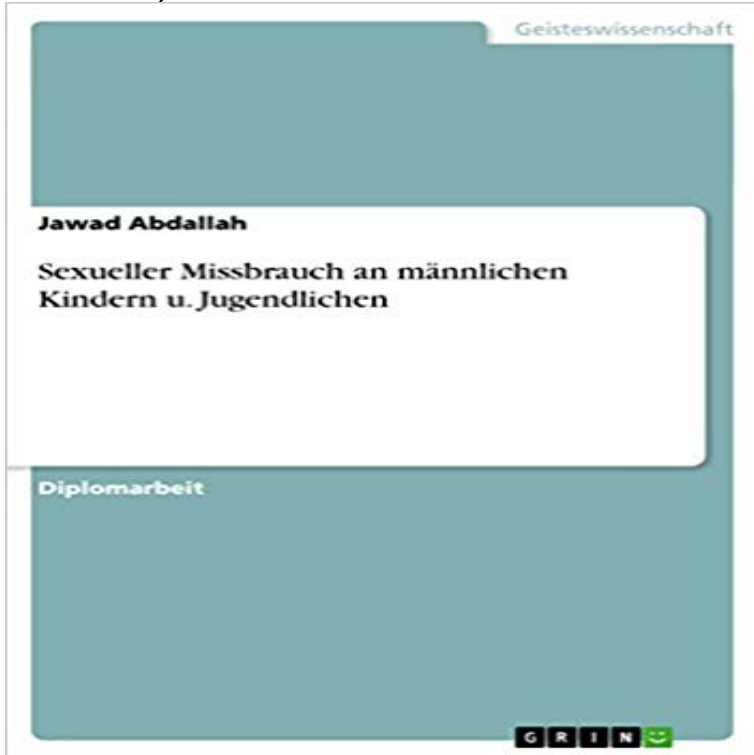 Geisteswissenschaft
Jawad Abdallah
Sexueller Missbrauch an männlichen
Kindern u. Jugendlichen
Diplomarbeit
GRIN